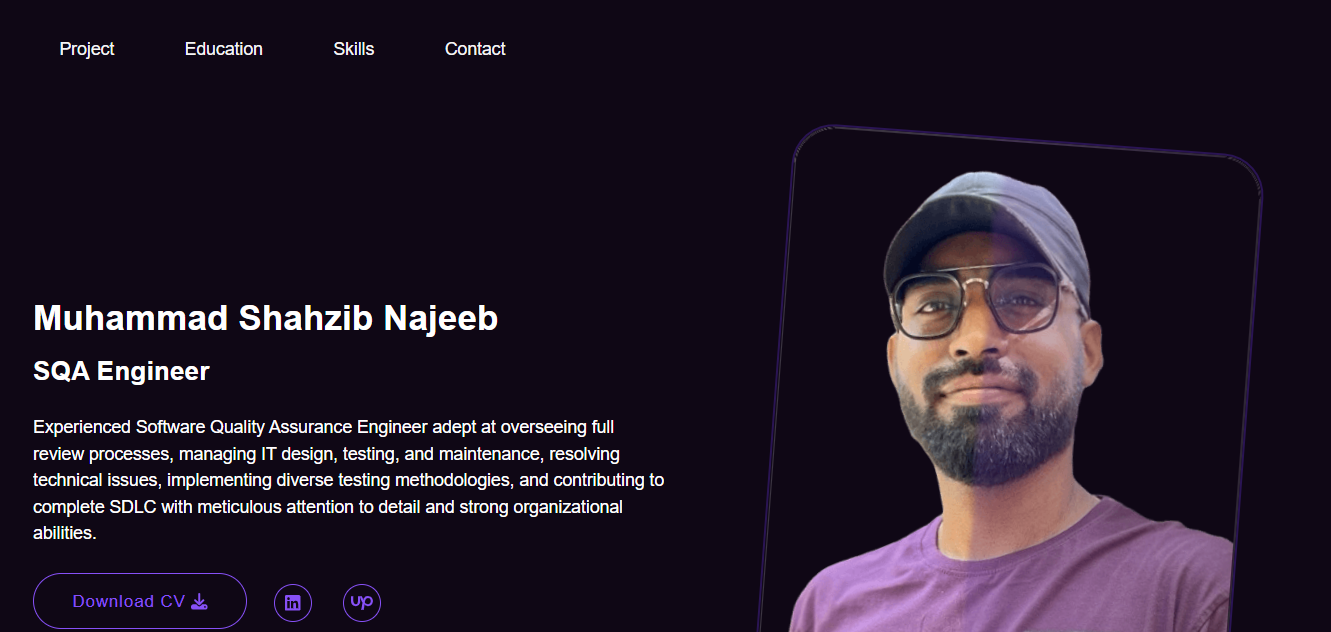 Project Education Skills Contact
Muhammad Shahzib Najeeb
SQA Engineer
Experienced Software Quality Assurance Engineer adept at overseeing full
review processes, managing IT design, testing, and maintenance, resolving
technical issues, implementing diverse testing methodologies, and contributing to
complete SDLC with meticulous attention to detail and strong organizational
abilities.
Download CV in up